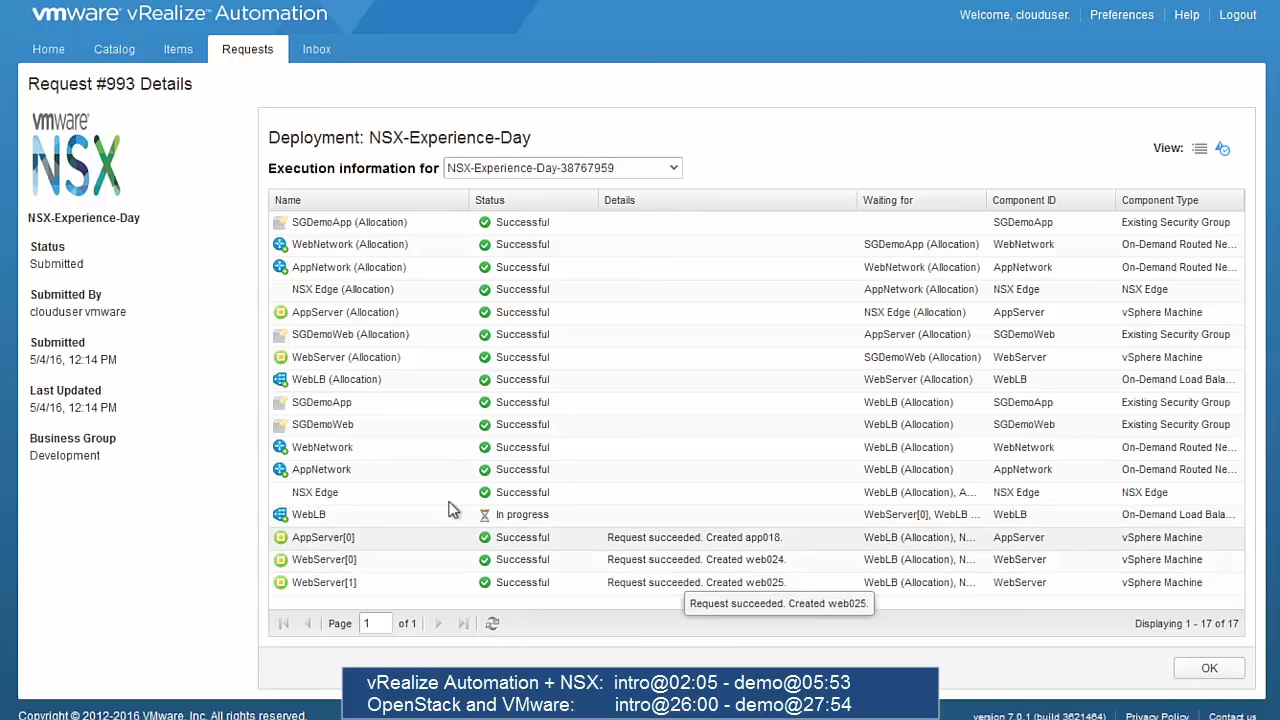 vmware vRealize™ Automation
Welcome, clouduser. Preferences Help Logout
Home Catalog Items Requests Inbox
Request #993 Details
vmware
NSX
NSX-Experience-Day
Status
Submitted
Submitted By
clouduser vmware
Submitted
5/4/16, 12:14 PM
Last Updated
5/4/16, 12:14 PM
Business Group
Development
Deployment: NSX-Experience-Day
View:
Execution information for NSX-Experience-Day-38767959
Name Status Details Waiting for Component ID Component Type
SGDemoApp (Allocation) Successful SGDemoApp Existing Security Group
WebNetwork (Allocation) Successful SGDemoApp (Allocation) WebNetwork On-Demand Routed Ne...
AppNetwork (Allocation) Successful WebNetwork (Allocation) AppNetwork On-Demand Routed Ne...
NSX Edge (Allocation) Successful AppNetwork (Allocation) NSX Edge NSX Edge
AppServer (Allocation) Successful NSX Edge (Allocation) AppServer vSphere Machine
SGDemoWeb (Allocation) Successful AppServer (Allocation) SGDemoWeb Existing Security Group
WebServer (Allocation) Successful SGDemoWeb (Allocation) WebServer vSphere Machine
WebLB (Allocation) Successful WebServer (Allocation) WebLB On-Demand Load Bala...
SGDemoApp Successful WebLB (Allocation) SGDemoApp Existing Security Group
SGDemoWeb Successful WebLB (Allocation) SGDemoWeb Existing Security Group
WebNetwork Successful WebLB (Allocation) WebNetwork On-Demand Routed Ne...
AppNetwork Successful WebLB (Allocation) AppNetwork On-Demand Routed Ne...
NSX Edge Successful WebLB (Allocation), A... NSX Edge NSX Edge
WebLB In progress WebServer[0], WebLB ... WebLB On-Demand Load Bala...
AppServer[0] Successful Request succeeded. Created app018. WebLB (Allocation), N... AppServer vSphere Machine
WebServer[0] Successful Request succeeded. Created web024. WebLB (Allocation), N... WebServer vSphere Machine
WebServer[1] Successful Request succeeded. Created web025. WebLB (Allocation), N... WebServer vSphere Machine
Request succeeded. Created web025.
Page 1 of 1 Displaying 1 - 17 of 17
OK
vRealize Automation + NSX: intro@02:05 - demo@05:53
OpenStack and VMware: intro@26:00 - demo@27:54
Copyright © 2012-2016 VMware, Inc. All rights reserved. version 7.0.1 (build 3621464) Privacy Policy Contact us